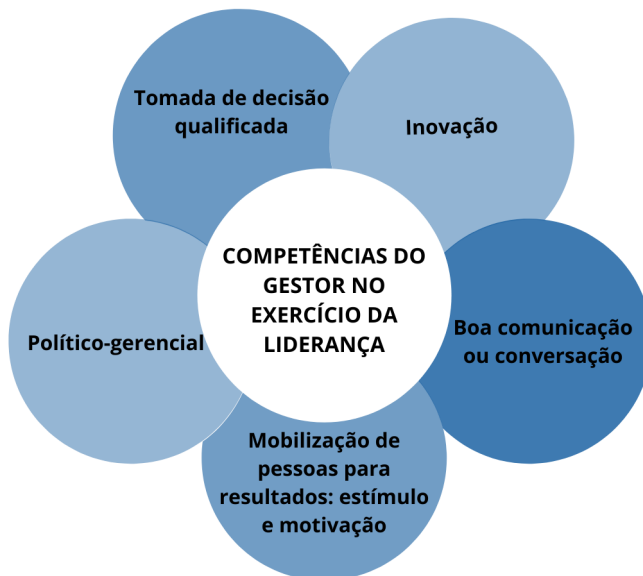 Tomada de decisão
qualificada
Inovação
COMPETÊNCIAS DO
GESTOR NO
EXERCÍCIO DA
LIDERANÇA
Boa comunicação
ou conversação
Político-gerencial
Mobilização de
pessoas para
resultados: estímulo
e motivação